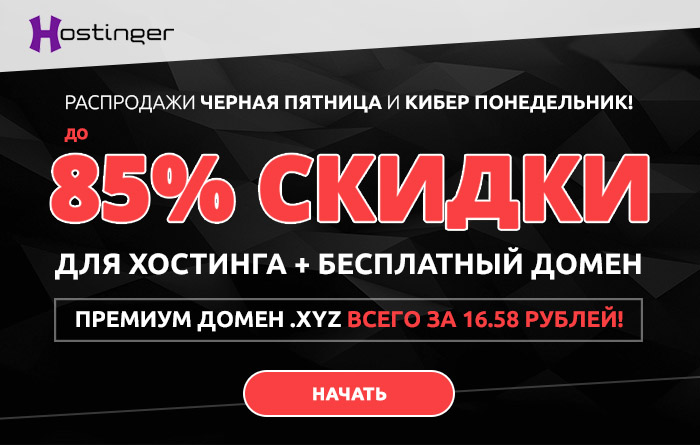 Hostinger
РАСПРОДАЖИ ЧЕРНАЯ ПЯТНИЦА И КИБЕР ПОНЕДЕЛЬНИК!
ДО
85% СКИДКИ
ДЛЯ ХОСТИНГА + БЕСПЛАТНЫЙ ДОМЕН
ПРЕМИУМ ДОМЕН .XYZ ВСЕГО ЗА 16.58 РУБЛЕЙ!
НАЧАТЬ